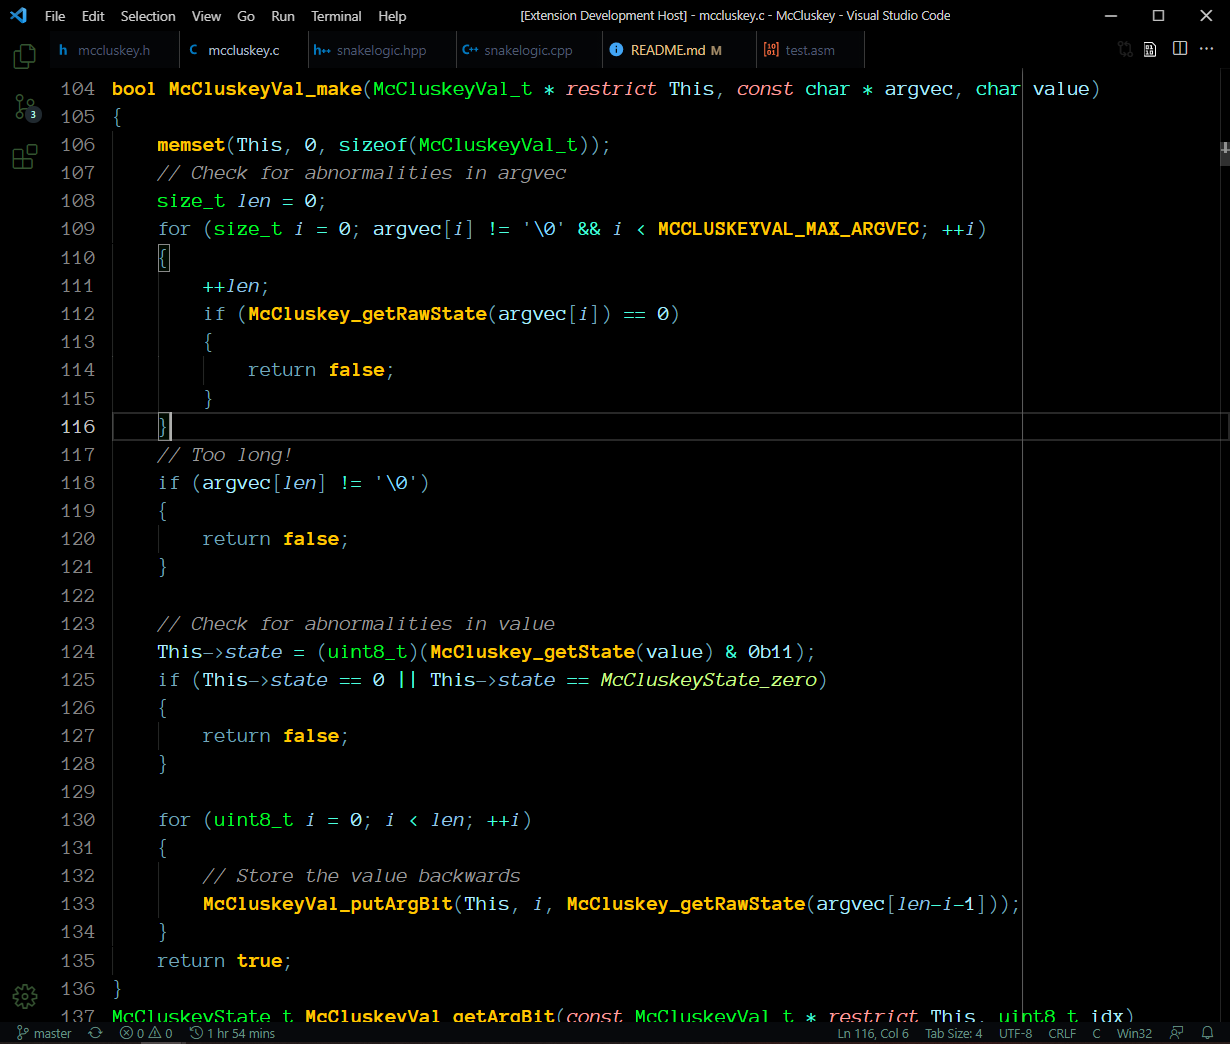 File Edit Selection View Go Run Terminal Help [Extension Development Host] - mccluskey.c - McCluskey - Visual Studio Code
h mccluskey.h C mccluskey.c h++ snakelogic.hpp C++ snakelogic.cpp README.md M test.asm
104 bool McCluskeyVal_make(McCluskeyVal_t * restrict This, const char * argvec, char value)
105 {
106 memset(This, 0, sizeof(McCluskeyVal_t));
107 // Check for abnormalities in argvec
108 size_t len = 0;
109 for (size_t i = 0; argvec[i] != '\0' && i < MCCLUSKEYVAL_MAX_ARGVEC; ++i)
110 {
111 ++len;
112 if (McCluskey_getRawState(argvec[i]) == 0)
113 {
114 return false;
115 }
116 }
117 // Too long!
118 if (argvec[len] != '\0')
119 {
120 return false;
121 }
122
123 // Check for abnormalities in value
124 This->state = (uint8_t)(McCluskey_getState(value) & 0b11);
125 if (This->state == 0 || This->state == McCluskeyState_zero)
126 {
127 return false;
128 }
129
130 for (uint8_t i = 0; i < len; ++i)
131 {
132 // Store the value backwards
133 McCluskeyVal_putArgBit(This, i, McCluskey_getRawState(argvec[len-i-1]));
134 }
135 return true;
136 }
137 McCluskeyState_t McCluskeyVal_getArgBit(const McCluskeyVal_t * restrict This, uint8_t idx)
3
master 0 0 1 hr 54 mins Ln 116, Col 6 Tab Size: 4 UTF-8 CRLF C Win32